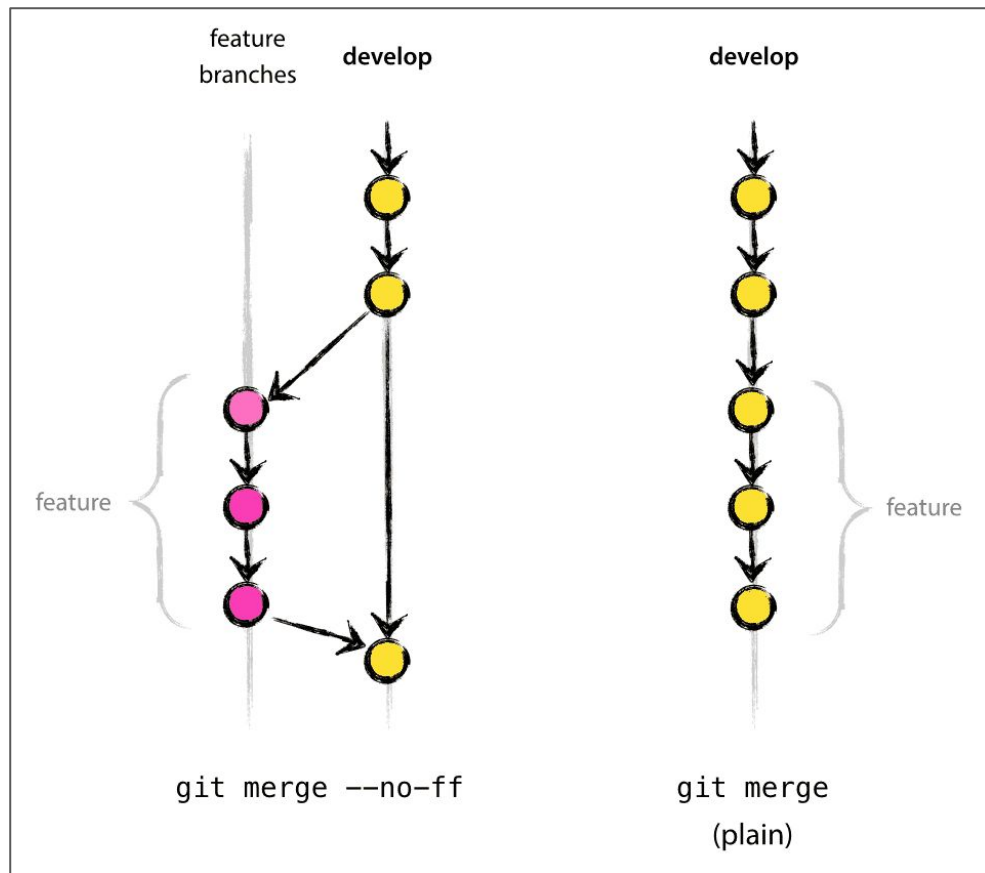 feature
branches
develop
develop
feature
feature
git merge --no-ff
git merge
(plain)